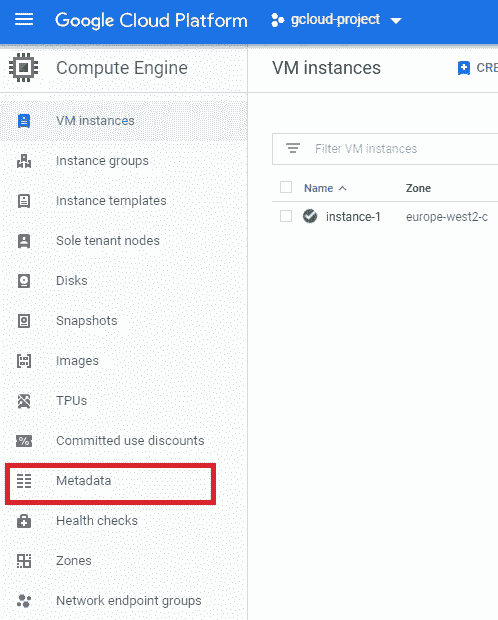 Google Cloud Platform
gcloud-project
Compute Engine
VM instances
CRE
VM instances
Instance groups
Instance templates
Sole tenant nodes
Disks
Snapshots
Images
TPUs
Committed use discounts
Metadata
Health checks
Zones
Network endpoint groups
Filter VM instances
Name
Zone
instance-1
europe-west2-c